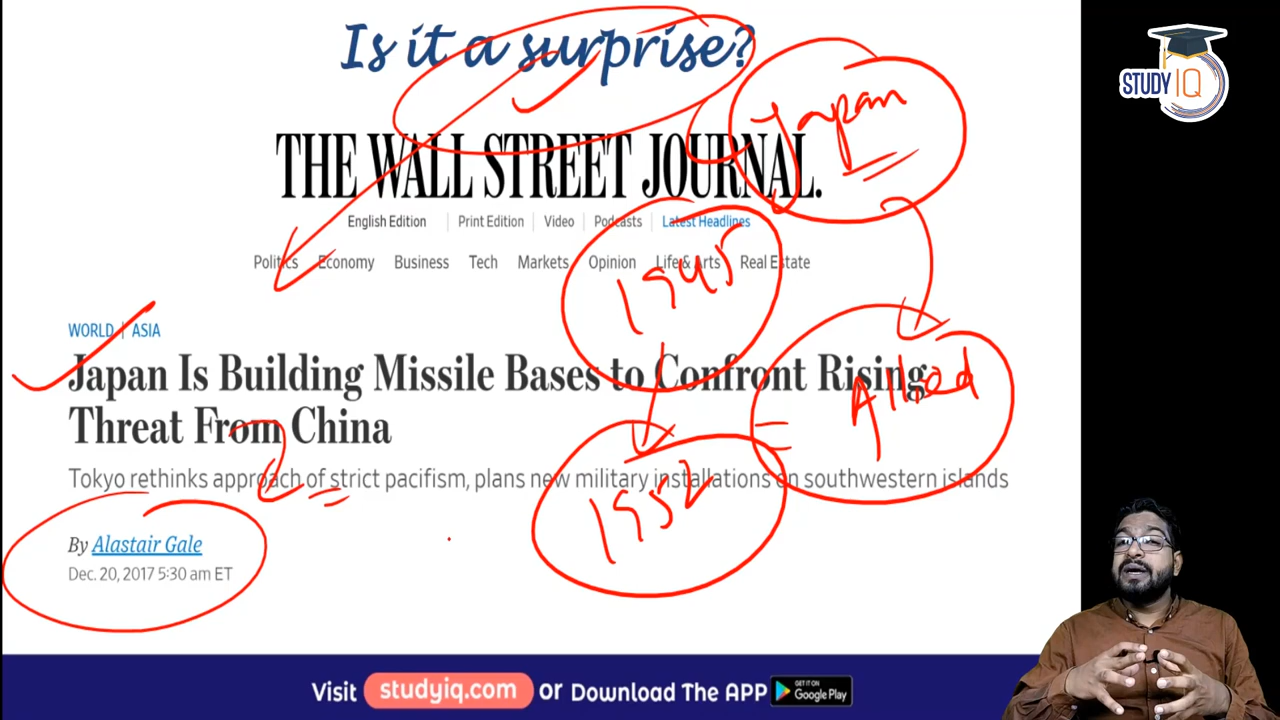 Is it a surprise?
STUDY IQ
Japan
THE WALL STREET JOURNAL.
English Edition | Print Edition | Video | Podcasts | Latest Headlines
Politics Economy Business Tech Markets Opinion Life & Arts Real Estate
1945
WORLD | ASIA
Japan Is Building Missile Bases to Confront Rising
Threat From China
Allied
2
Tokyo rethinks approach of strict pacifism, plans new military installations on southwestern islands
1952
By Alastair Gale
Dec. 20, 2017 5:30 am ET
Visit studyiq.com or Download The APP GET IT ON Google Play